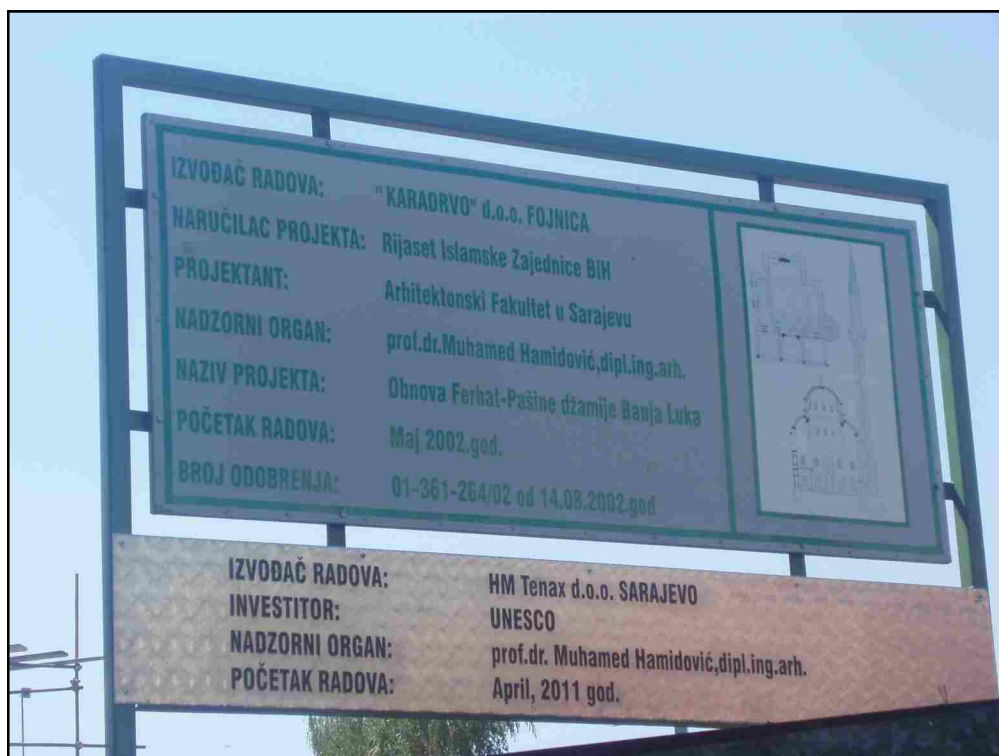 IZVOĐAČ RADOVA: "KARAORVO" d.o.o. FOJNICA
NARUČILAC PROJEKTA: Rijaset Islamske Zajednice BiH
PROJEKTANT: Arhitektonski Fakultet u Sarajevu
NADZORNI ORGAN: prof.dr.Muhamed Hamidović,dipl.ing.arh.
NAZIV PROJEKTA: Obnova Ferhat-Pašine džamije Banja Luka
POČETAK RADOVA: Maj 2002.god.
BROJ ODOBRENJA: 01-361-264/02 od 14.08.2002.god
IZVOĐAČ RADOVA: HM Tenax d.o.o. SARAJEVO
INVESTITOR: UNESCO
NADZORNI ORGAN: prof.dr. Muhamed Hamidović,dipl.ing.arh.
POČETAK RADOVA: April, 2011 god.